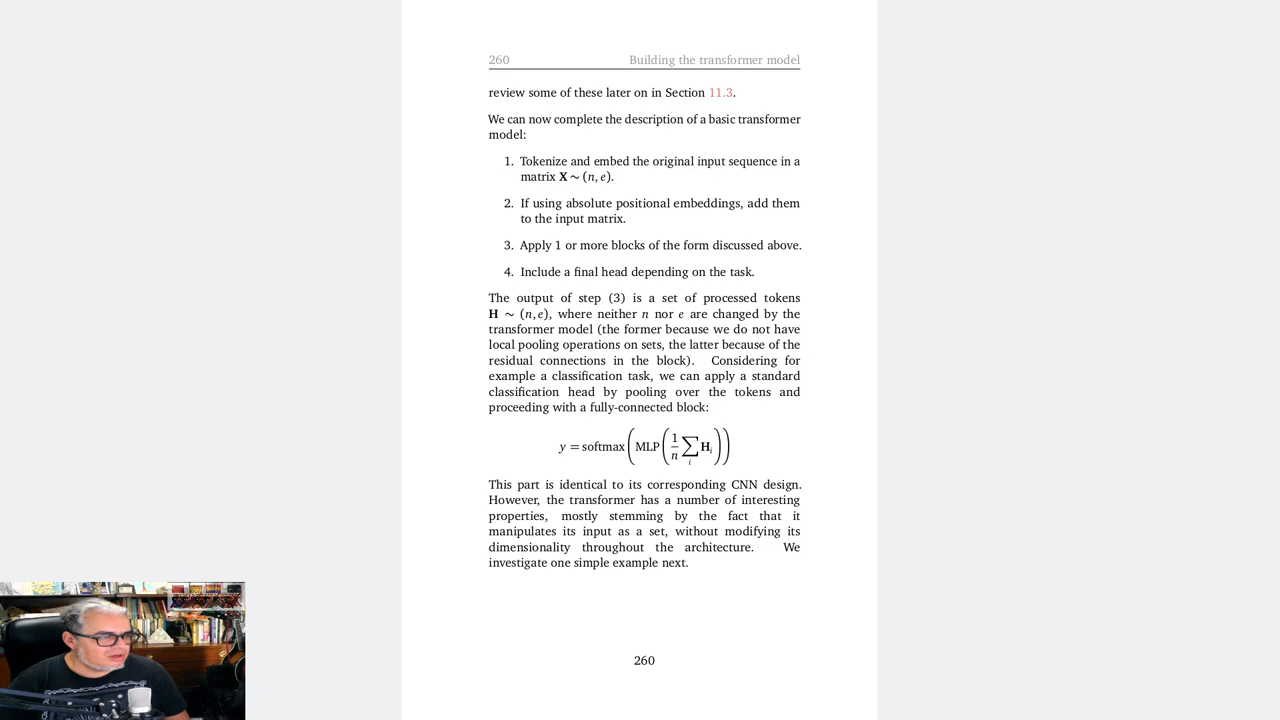 260 Building the transformer model
review some of these later on in Section 11.3.
We can now complete the description of a basic transformer
model:
1. Tokenize and embed the original input sequence in a
matrix X ∼ (n, e).
2. If using absolute positional embeddings, add them
to the input matrix.
3. Apply 1 or more blocks of the form discussed above.
4. Include a final head depending on the task.
The output of step (3) is a set of processed tokens
H ∼ (n, e), where neither n nor e are changed by the
transformer model (the former because we do not have
local pooling operations on sets, the latter because of the
residual connections in the block). Considering for
example a classification task, we can apply a standard
classification head by pooling over the tokens and
proceeding with a fully-connected block:
y = softmax(MLP(1/n ∑_i H_i))
This part is identical to its corresponding CNN design.
However, the transformer has a number of interesting
properties, mostly stemming by the fact that it
manipulates its input as a set, without modifying its
dimensionality throughout the architecture. We
investigate one simple example next.
260